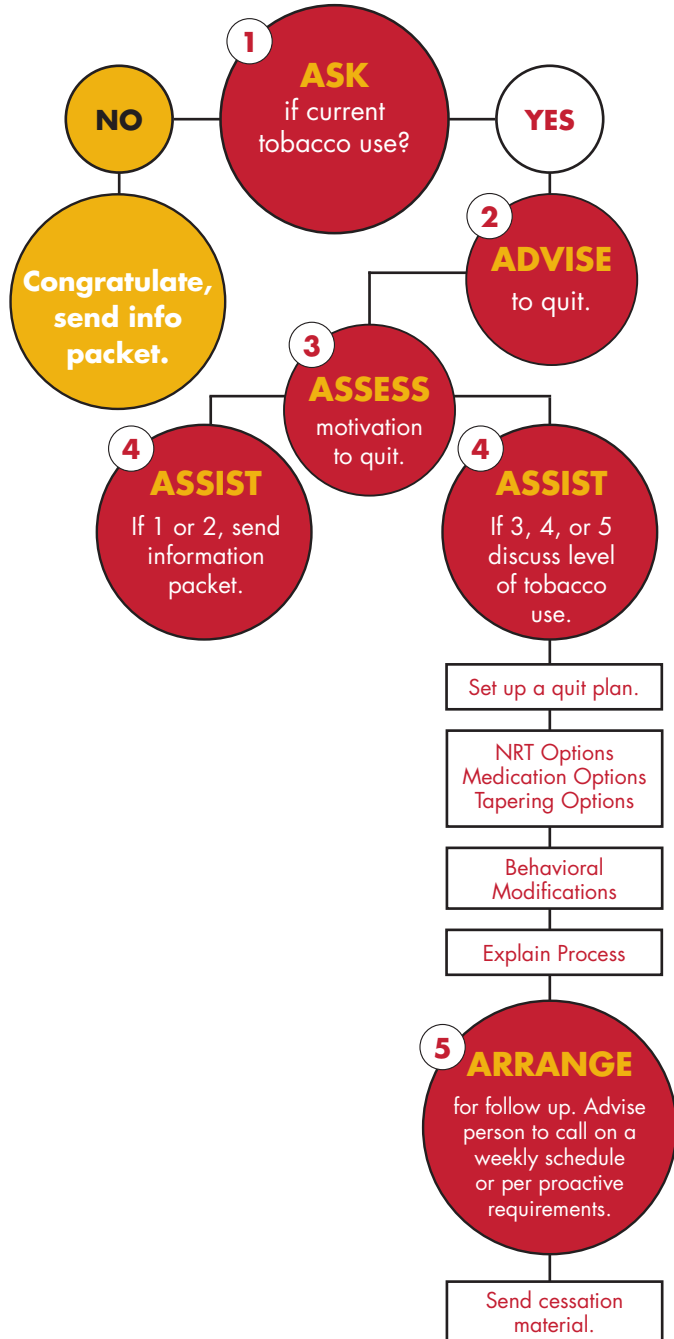 1
ASK
if current
tobacco use?
NO
YES
Congratulate,
send info
packet.
2
ADVISE
to quit.
3
ASSESS
motivation
to quit.
4
ASSIST
If 1 or 2, send
information
packet.
4
ASSIST
If 3, 4, or 5
discuss level
of tobacco
use.
Set up a quit plan.
NRT Options
Medication Options
Tapering Options
Behavioral
Modifications
Explain Process
5
ARRANGE
for follow up. Advise
person to call on a
weekly schedule
or per proactive
requirements.
Send cessation
material.